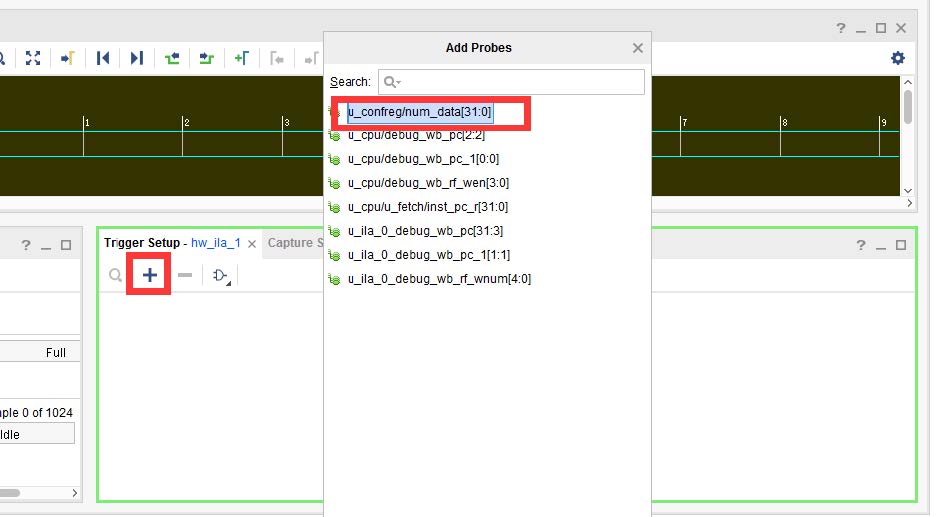 Add Probes
Search:
1
2
3
7
8
9
u_confreg/num_data[31:0]
u_cpu/debug_wb_pc[2:2]
u_cpu/debug_wb_pc_1[0:0]
u_cpu/debug_wb_rf_wen[3:0]
u_cpu/u_fetch/inst_pc_r[31:0]
u_ila_0_debug_wb_pc[31:3]
u_ila_0_debug_wb_pc_1[1:1]
u_ila_0_debug_wb_rf_wnum[4:0]
Trigger Setup - hw_ila_1
Capture S
Full
ple 0 of 1024
Idle